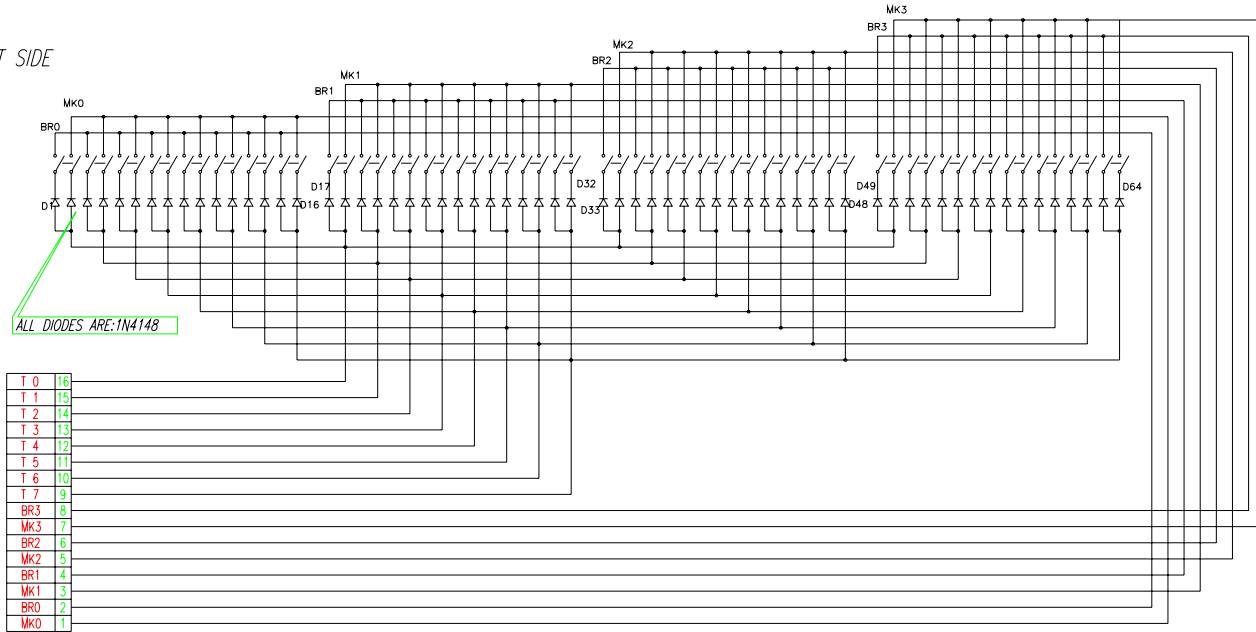 MK3
BR3
MK2
T SIDE
BR2
MK1
BR1
MK0
BR0
D17
D32
D49
D64
D1
D16
D33
D48
ALL DIODES ARE:1N4148
T 0 16
T 1 15
T 2 14
T 3 13
T 4 12
T 5 11
T 6 10
T 7 9
BR3 8
MK3 7
BR2 6
MK2 5
BR1 4
MK1 3
BR0 2
MK0 1